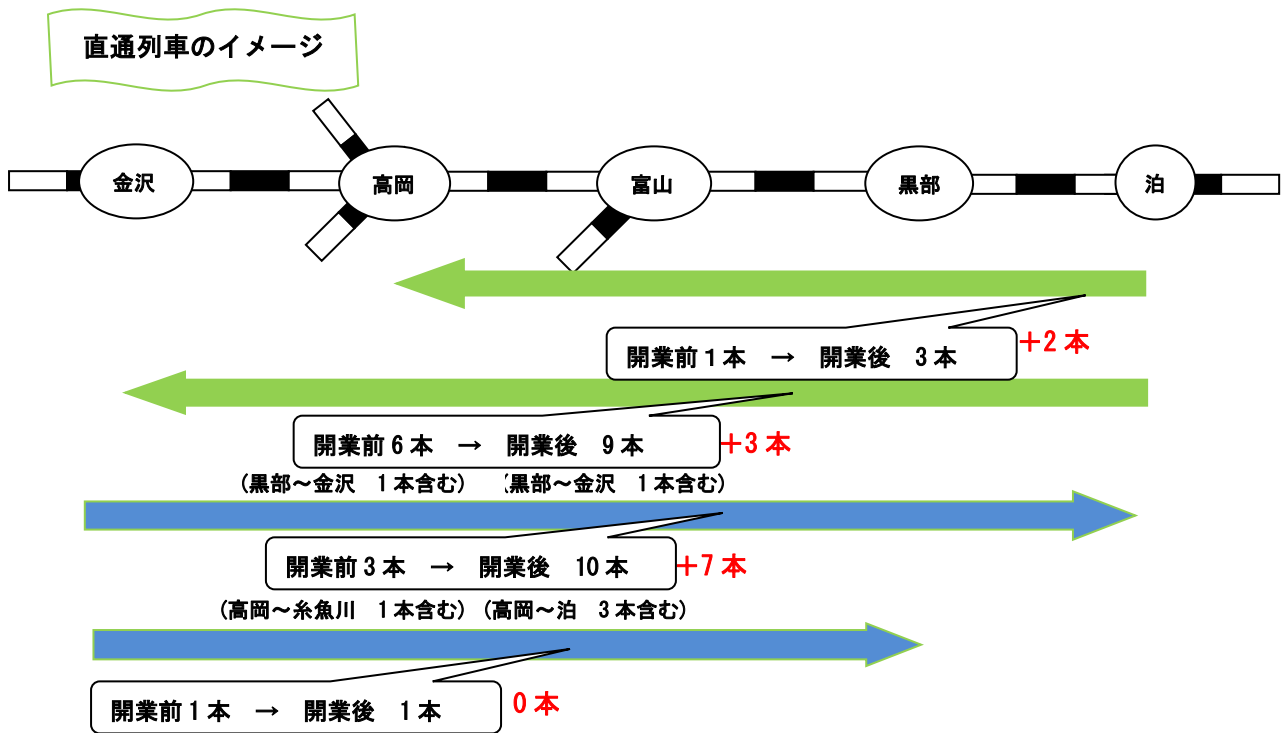 直通列車のイメージ
金沢
高岡
富山
黒部
泊
開業前1本　→　開業後　3本
+2本
開業前6本　→　開業後　9本
+3本
(黒部～金沢　1本含む)　(黒部～金沢　1本含む)
開業前3本　→　開業後　10本
+7本
(高岡～糸魚川　1本含む)　(高岡～泊　3本含む)
開業前1本　→　開業後　1本
0本